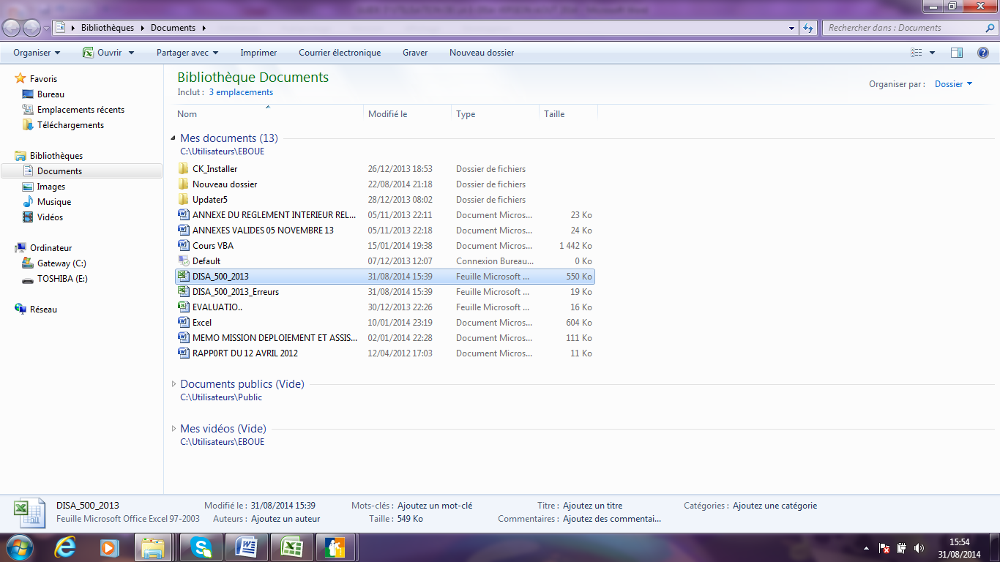 Bibliothèques Documents
Rechercher dans : Documents
Organiser Ouvrir Partager avec Imprimer Courrier électronique Graver Nouveau dossier
Favoris
Bureau
Emplacements récents
Téléchargements
Bibliothèques
Documents
Images
Musique
Vidéos
Ordinateur
Gateway (C:)
TOSHIBA (E:)
Réseau
Bibliothèque Documents
Inclut : 3 emplacements
Organiser par : Dossier
Nom Modifié le Type Taille
Mes documents (13)
C:\Utilisateurs\EBOUE
CK_Installer 26/12/2013 18:53 Dossier de fichiers
Nouveau dossier 22/08/2014 21:18 Dossier de fichiers
Updater5 28/12/2013 08:02 Dossier de fichiers
ANNEXE DU REGLEMENT INTERIEUR REL... 05/11/2013 22:11 Document Micros... 23 Ko
ANNEXES VALIDES 05 NOVEMBRE 13 05/11/2013 22:18 Document Micros... 24 Ko
Cours VBA 15/01/2014 19:38 Document Micros... 1 442 Ko
Default 07/12/2013 12:07 Connexion Bureau... 0 Ko
DISA_500_2013 31/08/2014 15:39 Feuille Microsoft ... 550 Ko
DISA_500_2013_Erreurs 31/08/2014 15:39 Feuille Microsoft ... 19 Ko
EVALUATIO.. 30/12/2013 22:26 Feuille Microsoft ... 16 Ko
Excel 10/01/2014 23:19 Document Micros... 604 Ko
MEMO MISSION DEPLOIEMENT ET ASSIS... 02/01/2014 22:28 Document Micros... 111 Ko
RAPP0RT DU 12 AVRIL 2012 12/04/2012 17:03 Document Micros... 11 Ko
Documents publics (Vide)
C:\Utilisateurs\Public
Mes vidéos (Vide)
C:\Utilisateurs\EBOUE
DISA_500_2013 Modifié le : 31/08/2014 15:39 Mots-clés : Ajoutez un mot-clé Titre : Ajoutez un titre Catégories : Ajoutez une catégorie
Feuille Microsoft Office Excel 97-2003 Auteurs : Ajoutez un auteur Taille : 549 Ko Commentaires : Ajoutez des commentai...
15:54
31/08/2014